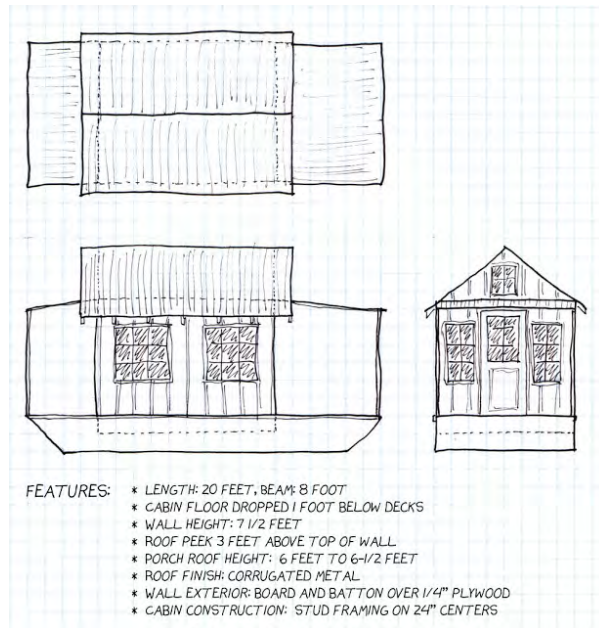 FEATURES: * LENGTH: 20 FEET, BEAM: 8 FOOT
* CABIN FLOOR DROPPED 1 FOOT BELOW DECKS
* WALL HEIGHT: 7 1/2 FEET
* ROOF PEEK 3 FEET ABOVE TOP OF WALL
* PORCH ROOF HEIGHT: 6 FEET TO 6-1/2 FEET
* ROOF FINISH: CORRUGATED METAL
* WALL EXTERIOR: BOARD AND BATTON OVER 1/4" PLYWOOD
* CABIN CONSTRUCTION: STUD FRAMING ON 24" CENTERS